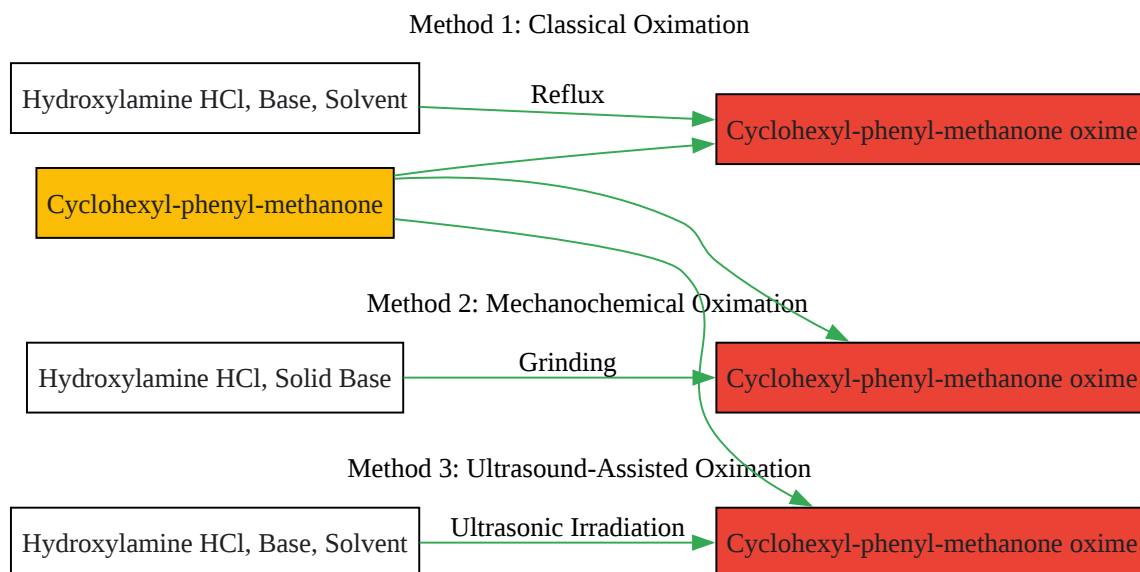 Method 1: Classical Oximation
Hydroxylamine HCl, Base, Solvent
Reflux
Cyclohexyl-phenyl-methanone oxime
Cyclohexyl-phenyl-methanone
Method 2: Mechanochemical Oximation
Hydroxylamine HCl, Solid Base
Grinding
Cyclohexyl-phenyl-methanone oxime
Method 3: Ultrasound-Assisted Oximation
Hydroxylamine HCl, Base, Solvent
Ultrasonic Irradiation
Cyclohexyl-phenyl-methanone oxime